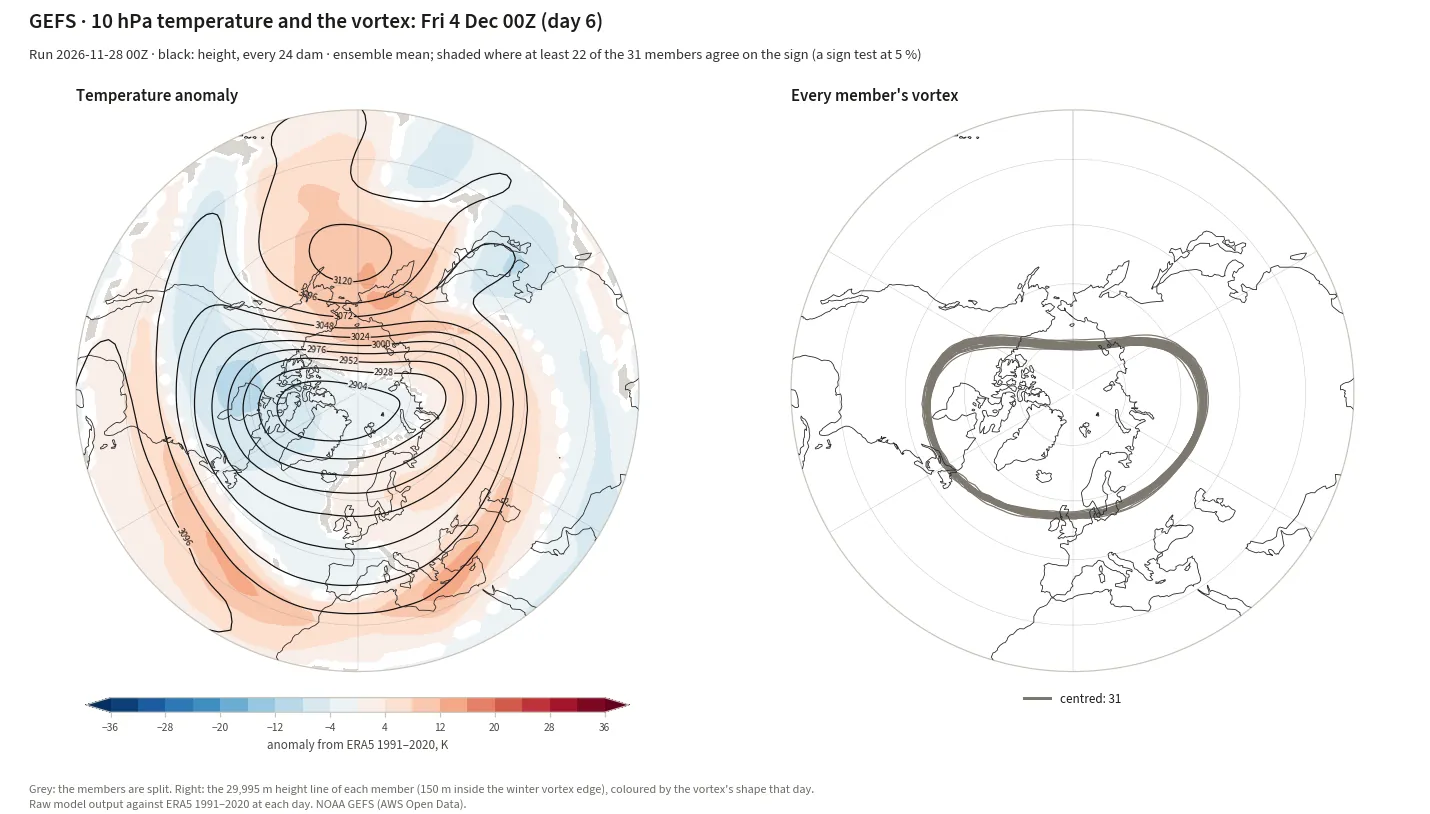 GEFS · 10 hPa temperature and the vortex: Fri 4 Dec 00Z (day 6)
Run 2026-11-28 00Z · black: height, every 24 dam · ensemble mean; shaded where at least 22 of the 31 members agree on the sign (a sign test at 5 %)
Temperature anomaly
Every member's vortex
3120
3096
3072
3048
3024
3000
2976
2952
2928
2904
3096
centred: 31
−36 −28 −20 −12 −4 4 12 20 28 36
anomaly from ERA5 1991–2020, K
Grey: the members are split. Right: the 29,995 m height line of each member (150 m inside the winter vortex edge), coloured by the vortex's shape that day.
Raw model output against ERA5 1991–2020 at each day. NOAA GEFS (AWS Open Data).